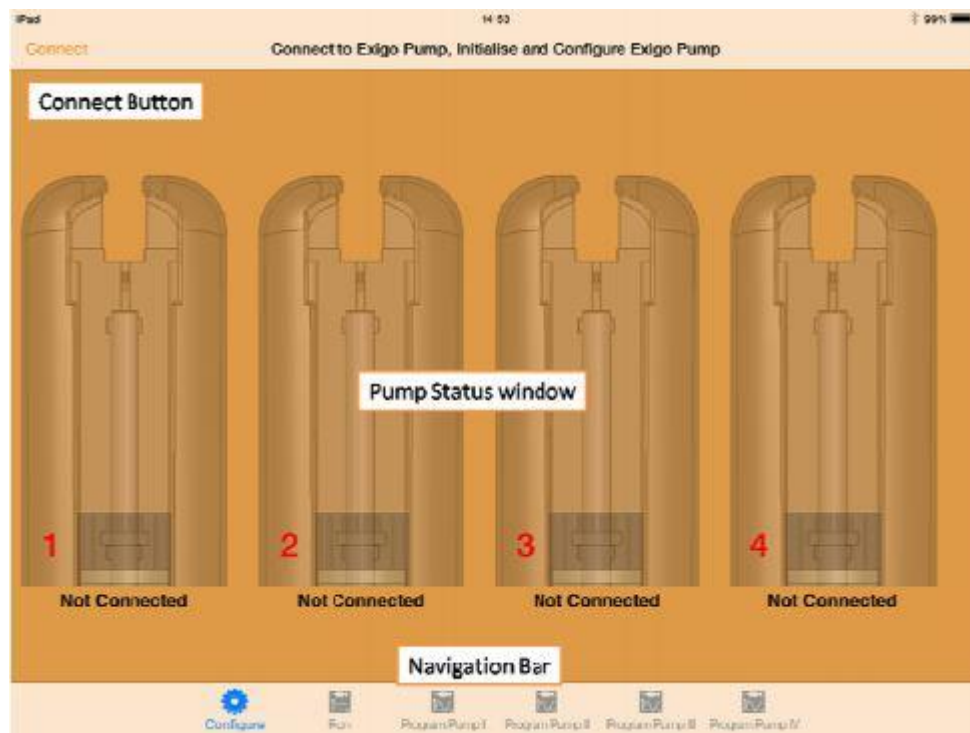 iPad 14 53 99%
Connect Connect to Exigo Pump, Initialise and Configure Exigo Pump
Connect Button
Pump Status window
1 2 3 4
Not Connected Not Connected Not Connected Not Connected
Navigation Bar
Configure Run Program Pump I Program Pump II Program Pump III Program Pump IV